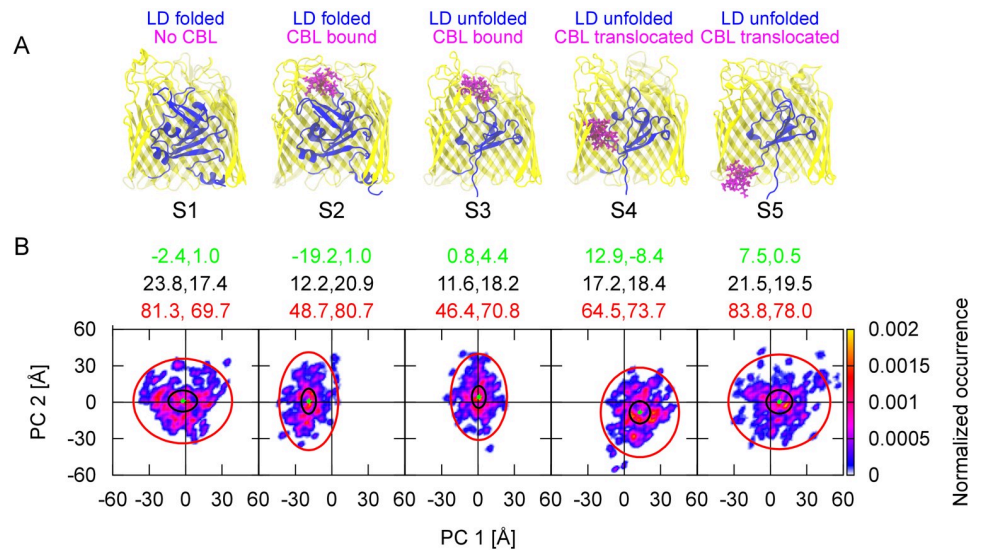 LD folded LD folded LD unfolded LD unfolded LD unfolded
A No CBL CBL bound CBL bound CBL translocated CBL translocated
S1 S2 S3 S4 S5
B
-2.4,1.0 -19.2,1.0 0.8,4.4 12.9,-8.4 7.5,0.5
23.8,17.4 12.2,20.9 11.6,18.2 17.2,18.4 21.5,19.5
81.3, 69.7 48.7,80.7 46.4,70.8 64.5,73.7 83.8,78.0
60 0.002
30 0.0015
0 0.001
-30 0.0005
-60 0
PC 2 [Å]
Normalized occurrence
-60 -30 0 30 -60 -30 0 30 -60 -30 0 30 -60 -30 0 30 -60 -30 0 30 60
PC 1 [Å]